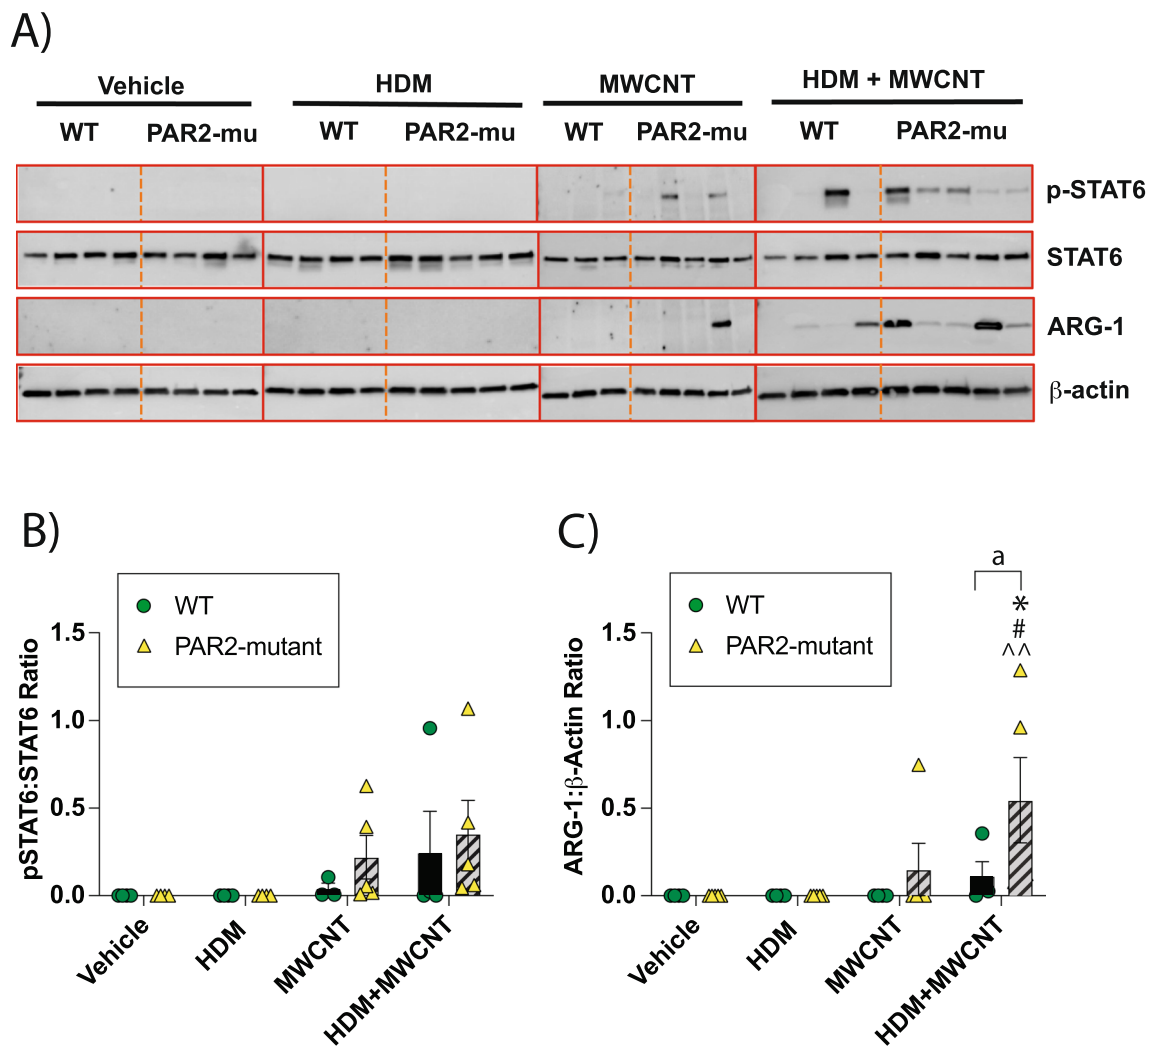 A)
Vehicle
HDM
MWCNT
HDM + MWCNT
WT
PAR2-mu
WT
PAR2-mu
WT
PAR2-mu
WT
PAR2-mu
p-STAT6
STAT6
ARG-1
β-actin
B)
WT
PAR2-mutant
pSTAT6:STAT6 Ratio
1.5
1.0
0.5
0.0
Vehicle
HDM
MWCNT
HDM+MWCNT
C)
WT
PAR2-mutant
a
*
#
^^
ARG-1:β-Actin Ratio
1.5
1.0
0.5
0.0
Vehicle
HDM
MWCNT
HDM+MWCNT